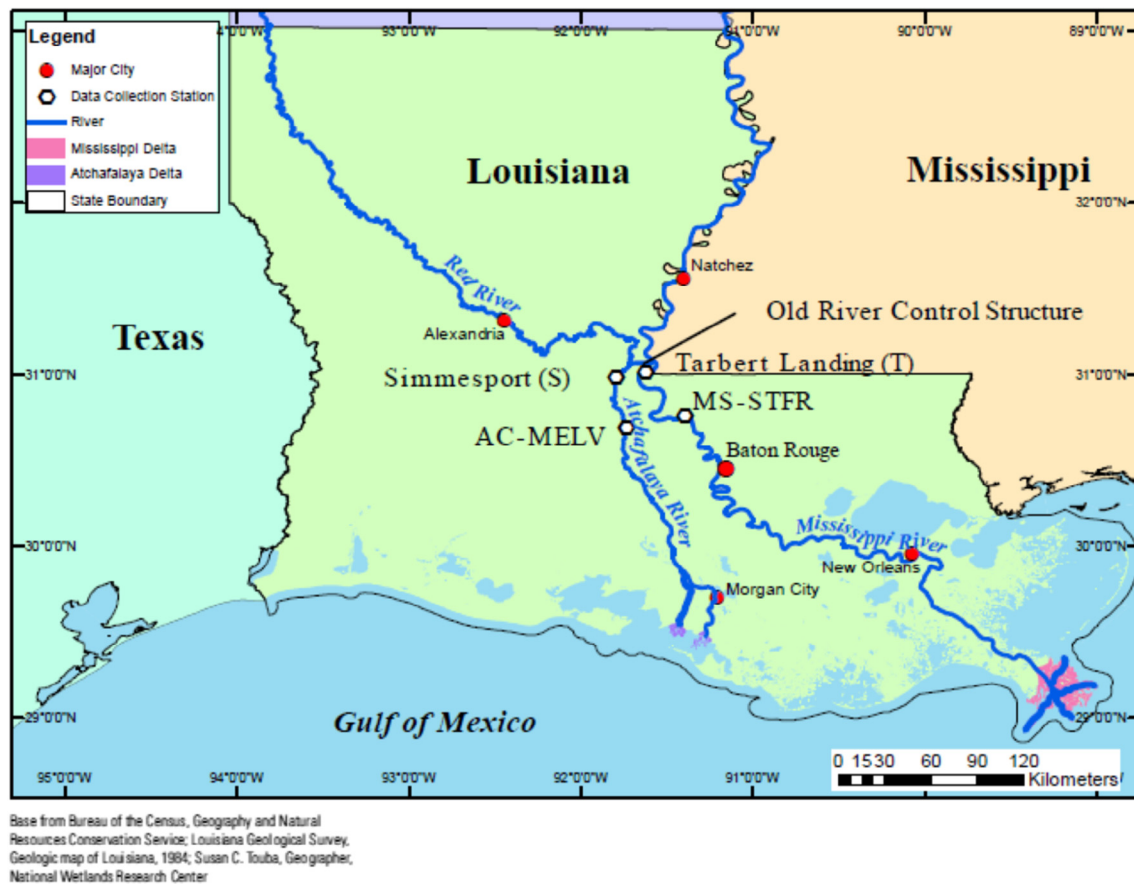 Legend
Major City
Data Collection Station
River
Mississippi Delta
Atchafalaya Delta
State Boundary
93°0'0"W
92°0'0"W
91°0'0"W
90°0'0"W
89°0'0"W
Louisiana
Mississippi
32°0'0"N
Natchez
Red River
Alexandria
Old River Control Structure
Texas
Tarbert Landing (T)
Simmesport (S)
31°0'0"N
31°0'0"N
MS-STFR
AC-MELV
Baton Rouge
Atchafalaya River
Mississippi River
30°0'0"N
30°0'0"N
New Orleans
Morgan City
29°0'0"N
29°0'0"N
Gulf of Mexico
95°0'0"W
94°0'0"W
93°0'0"W
92°0'0"W
91°0'0"W
0 15 30 60 90 120
Kilometers
Base from Bureau of the Census, Geography and Natural
Resources Conservation Service; Louisiana Geological Survey,
Geologic map of Louisiana, 1984; Susan C. Touba, Geographer,
National Wetlands Research Center